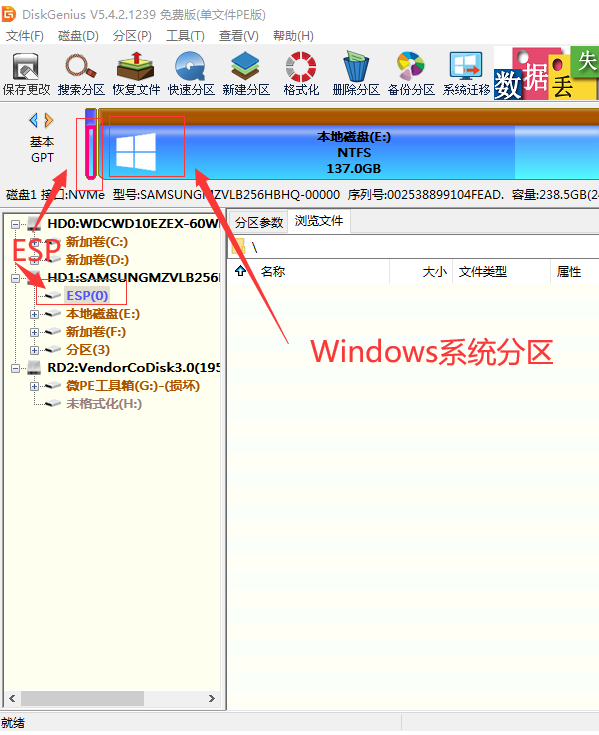 DiskGenius V5.4.2.1239 免费版(单文件PE版)
文件(F) 磁盘(D) 分区(P) 工具(T) 查看(V) 帮助(H)
保存更改 搜索分区 恢复文件 快速分区 新建分区 格式化 删除分区 备份分区 系统迁移 数据丢失
基本
GPT
本地磁盘(E:)
NTFS
137.0GB
磁盘1 接口:NVMe 型号:SAMSUNGMZVLB256HBHQ-00000 序列号:002538899104FEAD. 容量:238.5GB(2
HD0:WDCWD10EZEX-60W
新加卷(C:)
新加卷(D:)
ESP
HD1:SAMSUNGMZVLB256
ESP(0)
本地磁盘(E:)
新加卷(F:)
分区(3)
RD2:VendorCoDisk3.0(195
微PE工具箱(G:)-(损坏)
未格式化(H:)
分区参数 浏览文件
\
名称 大小 文件类型 属性
Windows系统分区
就绪